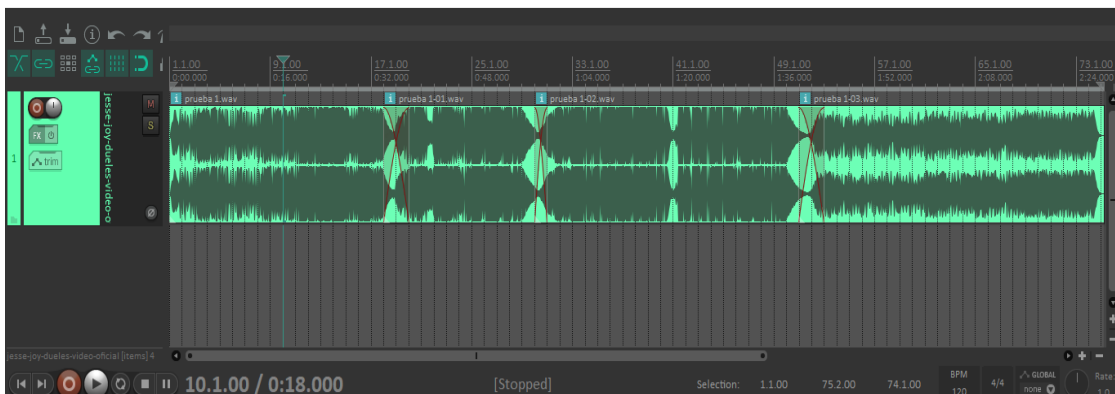 1.1.00 9.1.00 17.1.00 25.1.00 33.1.00 41.1.00 49.1.00 57.1.00 65.1.00 73.1.00
0:00.000 0:16.000 0:32.000 0:48.000 1:04.000 1:20.000 1:36.000 1:52.000 2:08.000 2:24.000
i prueba 1.wav i prueba 1-01.wav i prueba 1-02.wav i prueba 1-03.wav
M
S
FX
1 trim
jesse-joy-dueles-video-o
jesse-joy-dueles-video-oficial [items] 4
10.1.00 / 0:18.000 [Stopped] Selection: 1.1.00 75.2.00 74.1.00
BPM
120
4/4
GLOBAL
none
Rate:
1.0